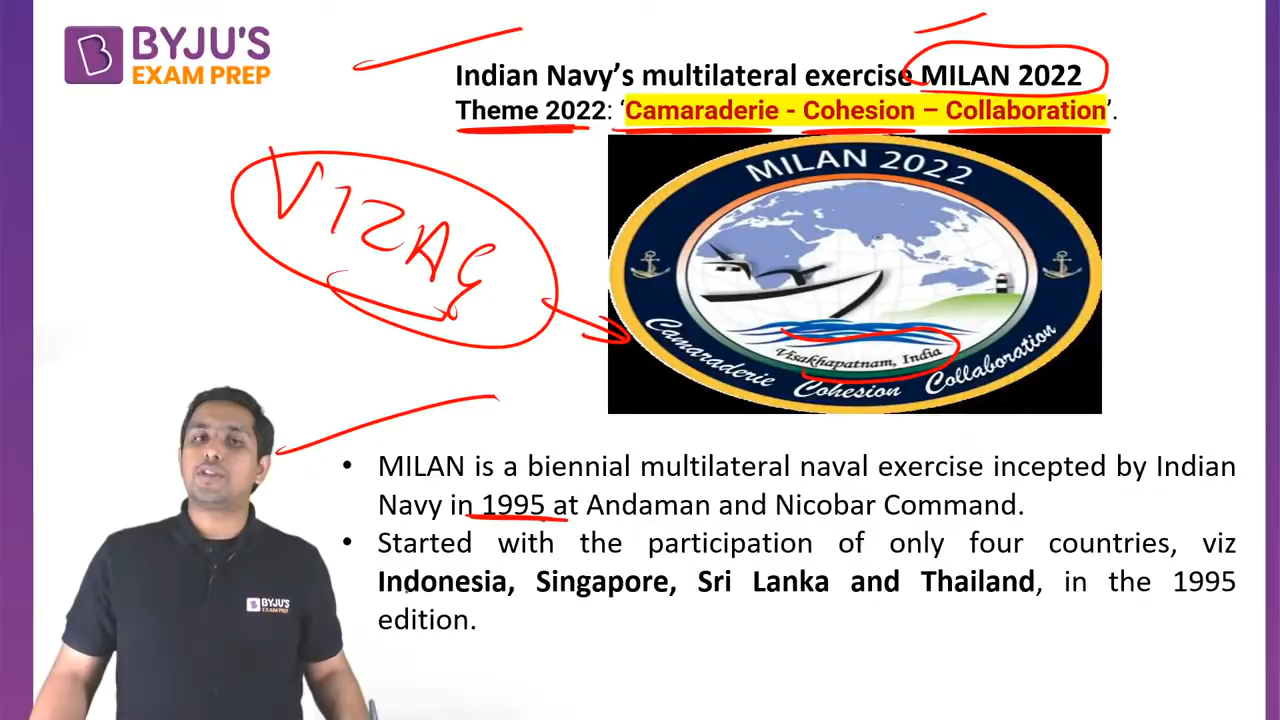 BYJU'S
EXAM PREP
Indian Navy's multilateral exercise MILAN 2022
Theme 2022: 'Camaraderie - Cohesion – Collaboration'.
VIZAG
MILAN 2022
Visakhapatnam, India
Camaraderie Cohesion Collaboration
• MILAN is a biennial multilateral naval exercise incepted by Indian
Navy in 1995 at Andaman and Nicobar Command.
• Started with the participation of only four countries, viz
Indonesia, Singapore, Sri Lanka and Thailand, in the 1995
edition.
BYJU'S
EXAM PREP